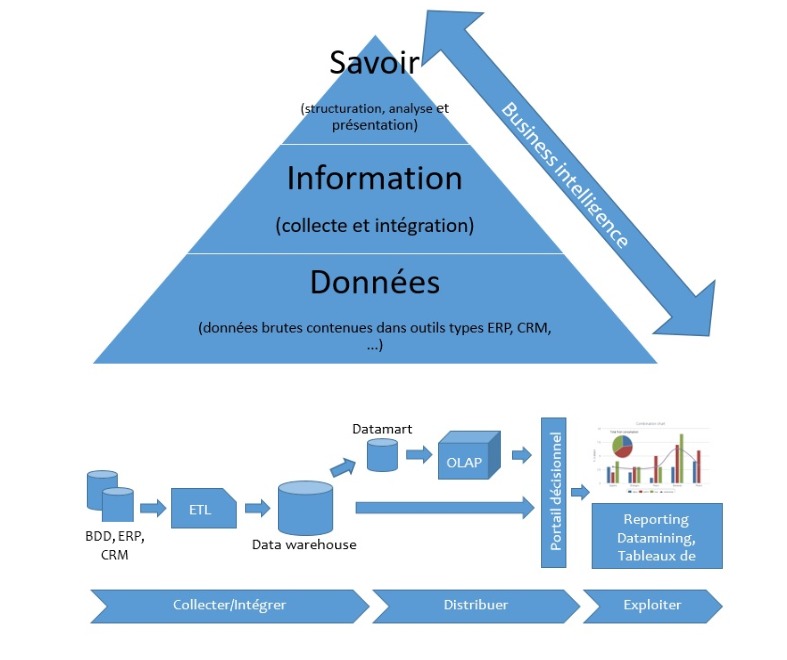 Savoir
(structuration, analyse et
présentation)
Business intelligence
Information
(collecte et intégration)
Données
(données brutes contenues dans outils types ERP, CRM,
...)
Datamart
OLAP
Portail décisionnel
ETL
BDD, ERP,
CRM
Data warehouse
Reporting
Datamining,
Tableaux de
Collecter/Intégrer
Distribuer
Exploiter